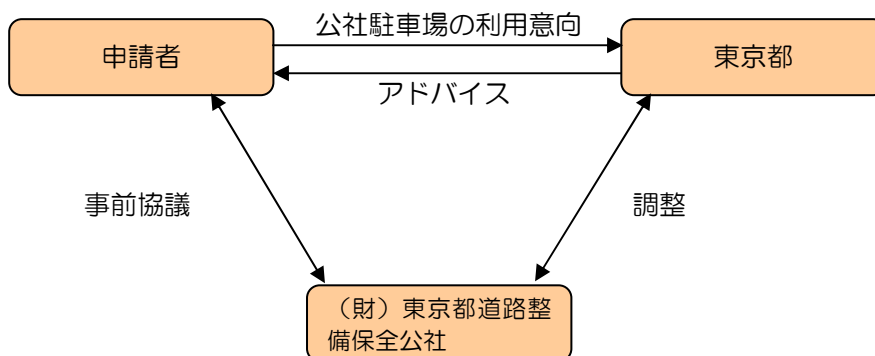 公社駐車場の利用意向
申請者
東京都
アドバイス
事前協議
調整
（財）東京都道路整
備保全公社